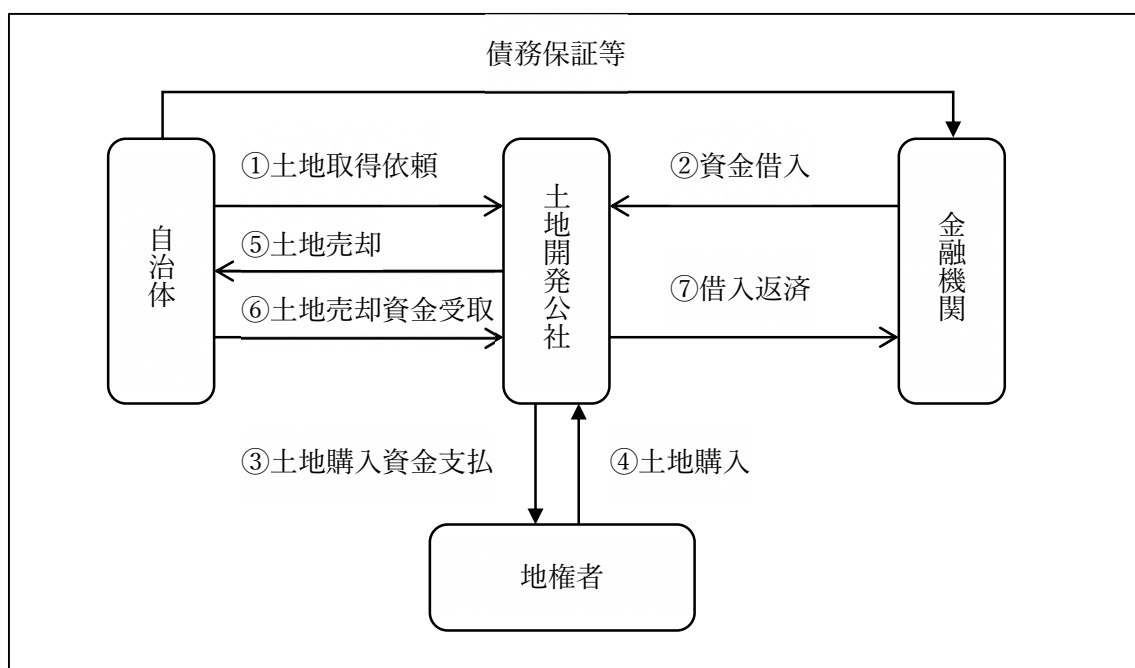 債務保証等
①土地取得依頼
②資金借入
自治体
⑤土地売却
土地開発公社
金融機関
⑥土地売却資金受取
⑦借入返済
③土地購入資金支払
④土地購入
地権者